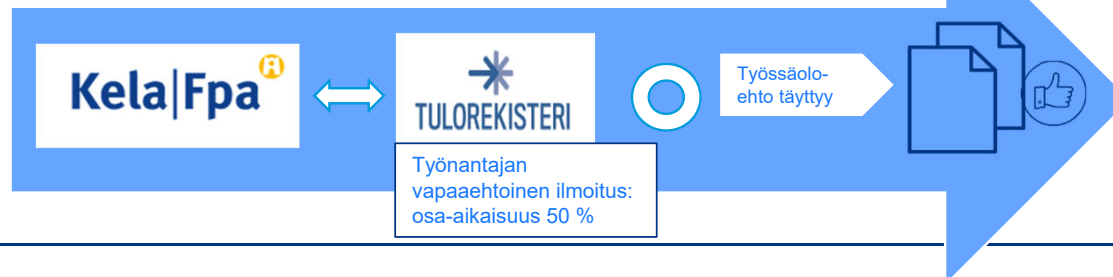 Kela|Fpa
TULOREKISTERI
Työnantajan
vapaaehtoinen ilmoitus:
osa-aikaisuus 50 %
Työssäolo-
ehto täyttyy